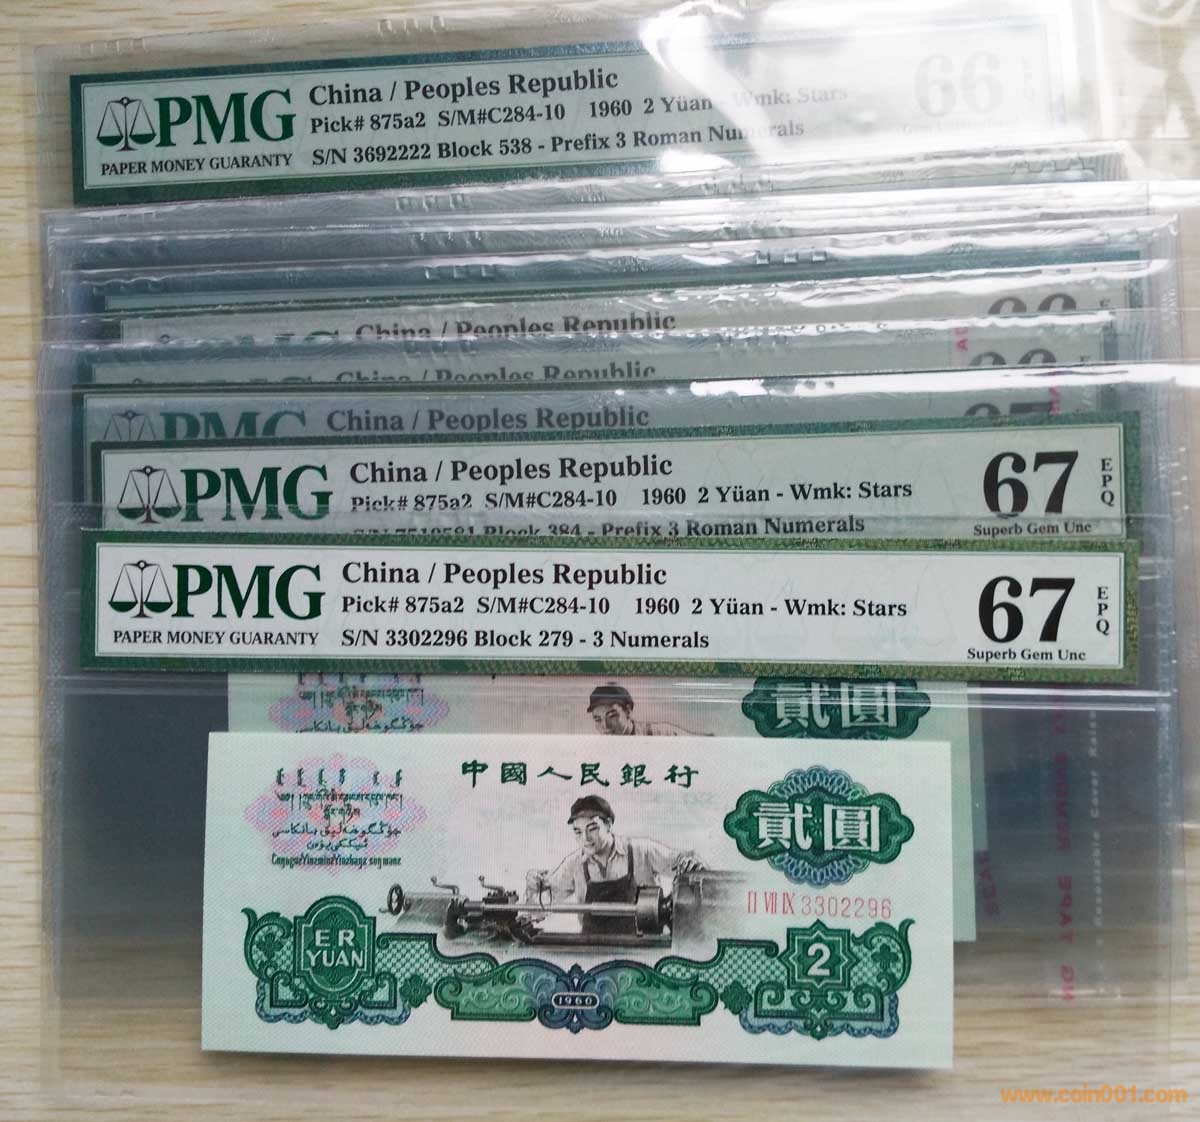 PMG
PAPER MONEY GUARANTY
China / Peoples Republic
Pick# 875a2 S/M#C284-10 1960 2 Yüan - Wmk: Stars
S/N 3692222 Block 538 - Prefix 3 Roman Numerals
66
China / Peoples Republic
China / Peoples Republic
PMG
China / Peoples Republic
PMG
China / Peoples Republic
Pick# 875a2 S/M#C284-10 1960 2 Yüan - Wmk: Stars
Block 384 - Prefix 3 Roman Numerals
67
EPQ
Superb Gem Unc
PMG
PAPER MONEY GUARANTY
China / Peoples Republic
Pick# 875a2 S/M#C284-10 1960 2 Yüan - Wmk: Stars
S/N 3302296 Block 279 - 3 Numerals
67
EPQ
Superb Gem Unc
貳圓
中國人民銀行
貳圓
II VII IX 3302296
ER
YUAN
2
1960
www.coin001.com